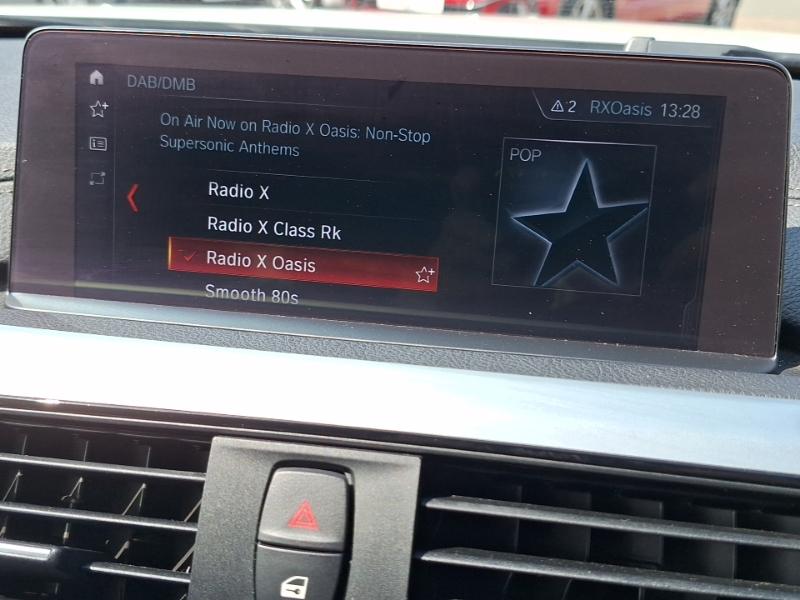 DAB/DMB
2 RXOasis 13:28
On Air Now on Radio X Oasis: Non-Stop
Supersonic Anthems
POP
Radio X
Radio X Class Rk
Radio X Oasis
Smooth 80s